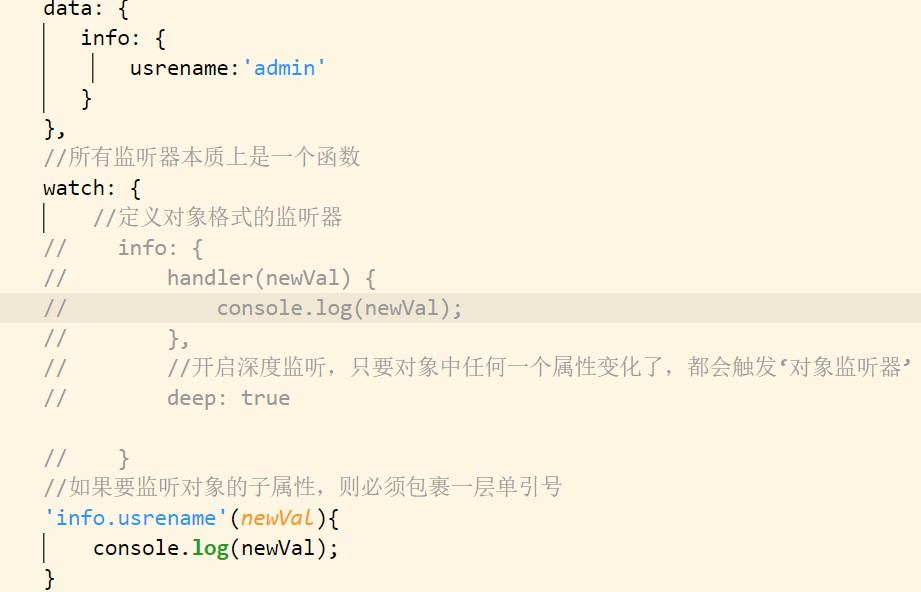 data: {
info: {
usrename:'admin'
}
},
//所有监听器本质上是一个函数
watch: {
//定义对象格式的监听器
// info: {
// handler(newVal) {
// console.log(newVal);
// },
// //开启深度监听，只要对象中任何一个属性变化了，都会触发‘对象监听器’
// deep: true
// }
//如果要监听对象的子属性，则必须包裹一层单引号
'info.usrename'(newVal){
console.log(newVal);
}